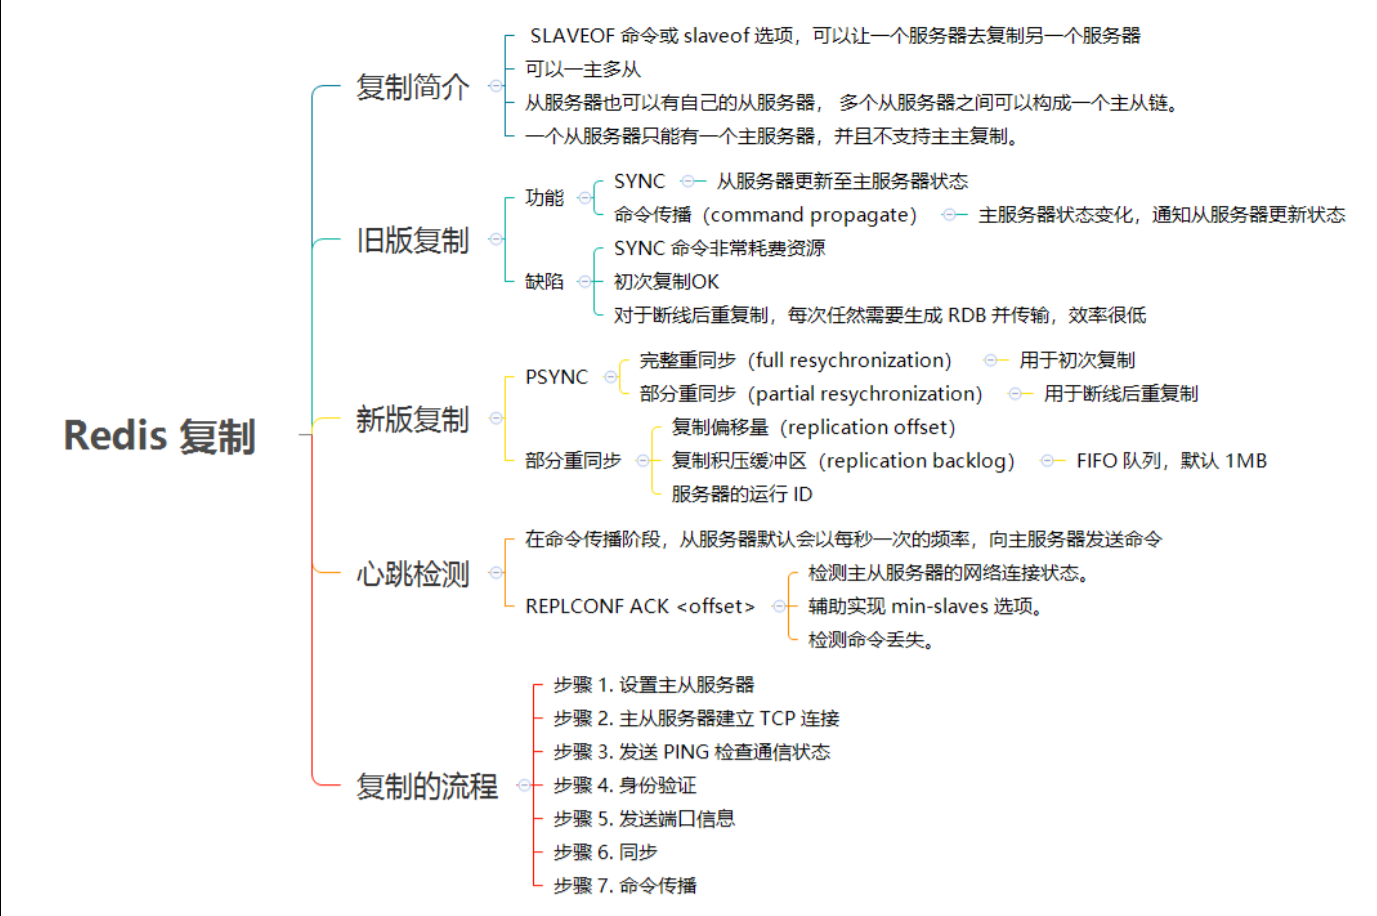 Redis 复制
复制简介
SLAVEOF 命令或 slaveof 选项，可以让一个服务器去复制另一个服务器
可以一主多从
从服务器也可以有自己的从服务器， 多个从服务器之间可以构成一个主从链。
一个从服务器只能有一个主服务器，并且不支持主主复制。
旧版复制
功能
SYNC
从服务器更新至主服务器状态
命令传播（command propagate）
主服务器状态变化，通知从服务器更新状态
缺陷
SYNC 命令非常耗费资源
初次复制OK
对于断线后重复制，每次任然需要生成 RDB 并传输，效率很低
新版复制
PSYNC
完整重同步（full resychronization）
用于初次复制
部分重同步（partial resychronization）
用于断线后重复制
部分重同步
复制偏移量（replication offset）
复制积压缓冲区（replication backlog）
FIFO 队列，默认 1MB
服务器的运行 ID
心跳检测
在命令传播阶段，从服务器默认会以每秒一次的频率，向主服务器发送命令
REPLCONF ACK <offset>
检测主从服务器的网络连接状态。
辅助实现 min-slaves 选项。
检测命令丢失。
复制的流程
步骤 1. 设置主从服务器
步骤 2. 主从服务器建立 TCP 连接
步骤 3. 发送 PING 检查通信状态
步骤 4. 身份验证
步骤 5. 发送端口信息
步骤 6. 同步
步骤 7. 命令传播